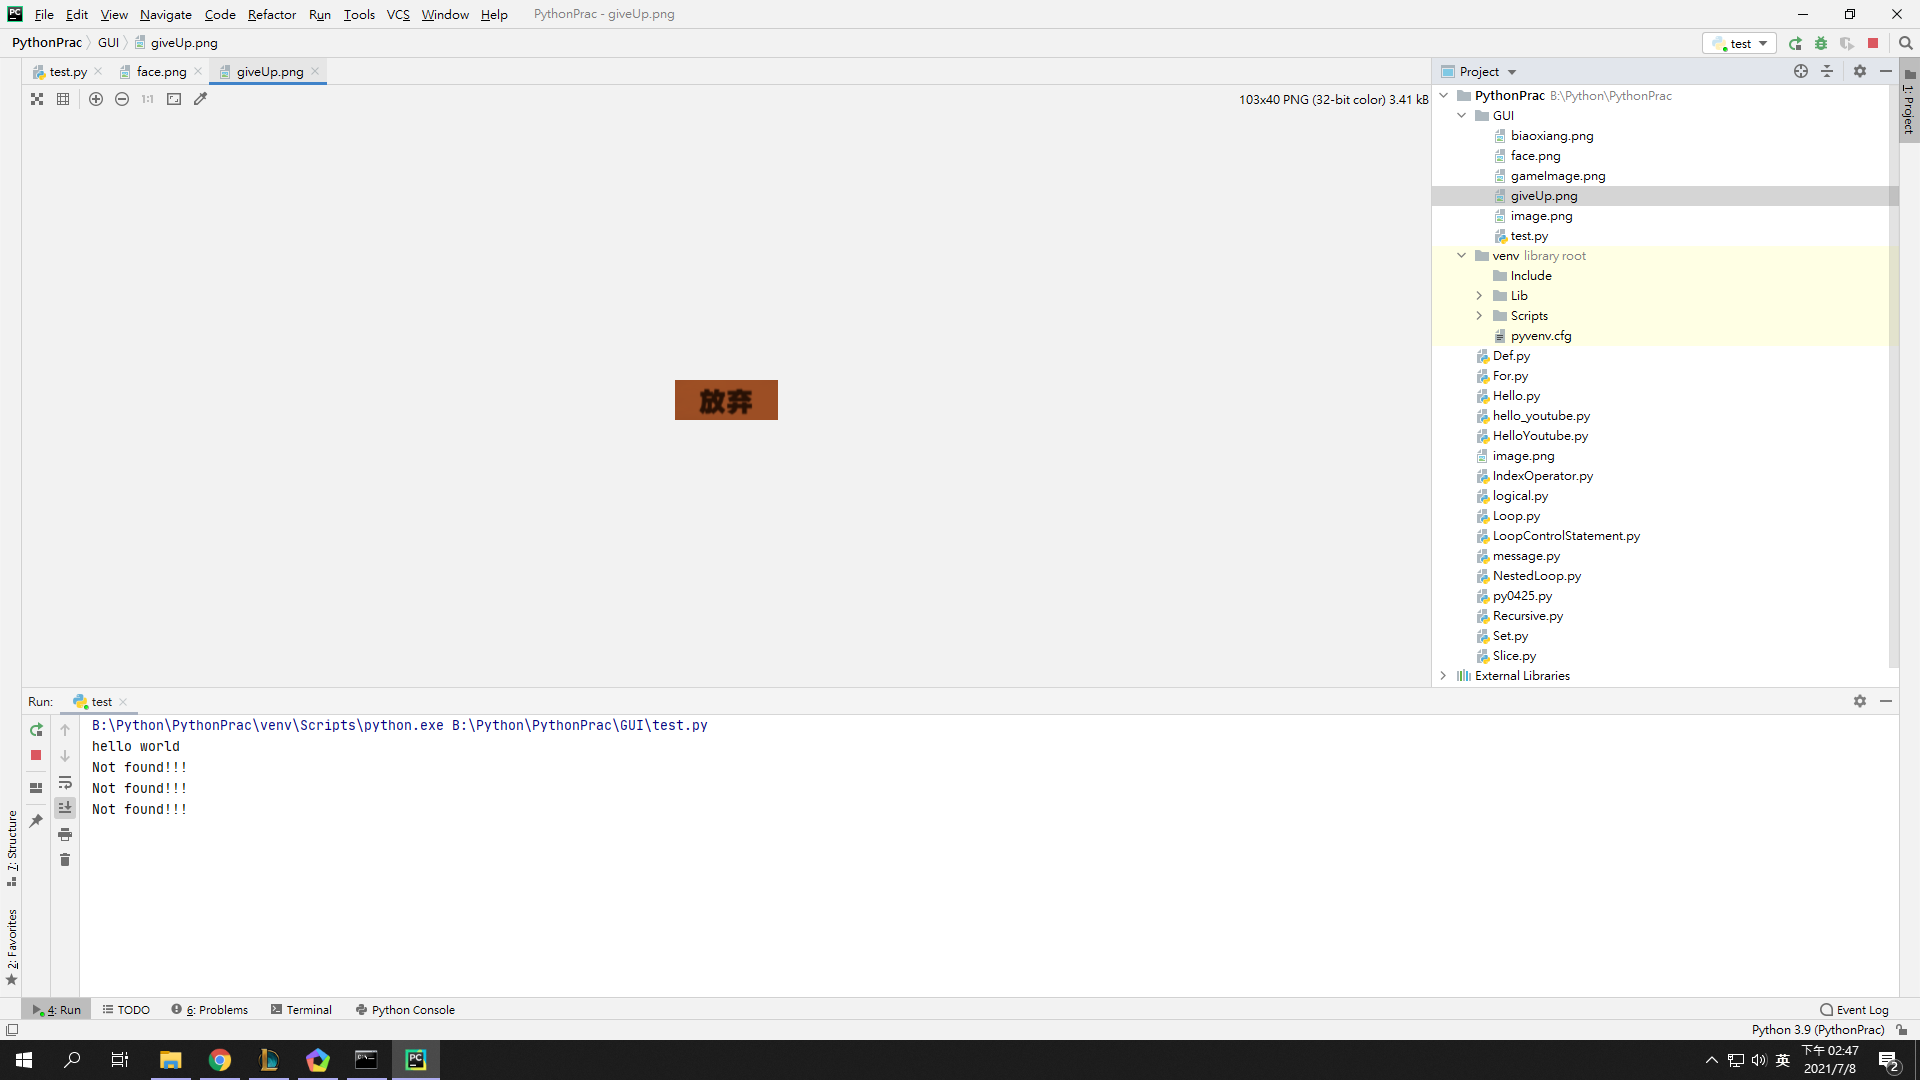 File Edit View Navigate Code Refactor Run Tools VCS Window Help PythonPrac - giveUp.png
PythonPrac GUI giveUp.png
test
test.py face.png giveUp.png
Project
1:1
103x40 PNG (32-bit color) 3.41 kB
放弃
PythonPrac B:\Python\PythonPrac
GUI
biaoxiang.png
face.png
gameImage.png
giveUp.png
image.png
test.py
venv library root
Include
Lib
Scripts
pyvenv.cfg
Def.py
For.py
Hello.py
hello_youtube.py
HelloYoutube.py
image.png
IndexOperator.py
logical.py
Loop.py
LoopControlStatement.py
message.py
NestedLoop.py
py0425.py
Recursive.py
Set.py
Slice.py
External Libraries
1: Project
Run: test
B:\Python\PythonPrac\venv\Scripts\python.exe B:\Python\PythonPrac\GUI\test.py
hello world
Not found!!!
Not found!!!
Not found!!!
7: Structure
2: Favorites
4: Run TODO 6: Problems Terminal Python Console
Event Log
Python 3.9 (PythonPrac)
PC
英
下午 02:47
2021/7/8
2